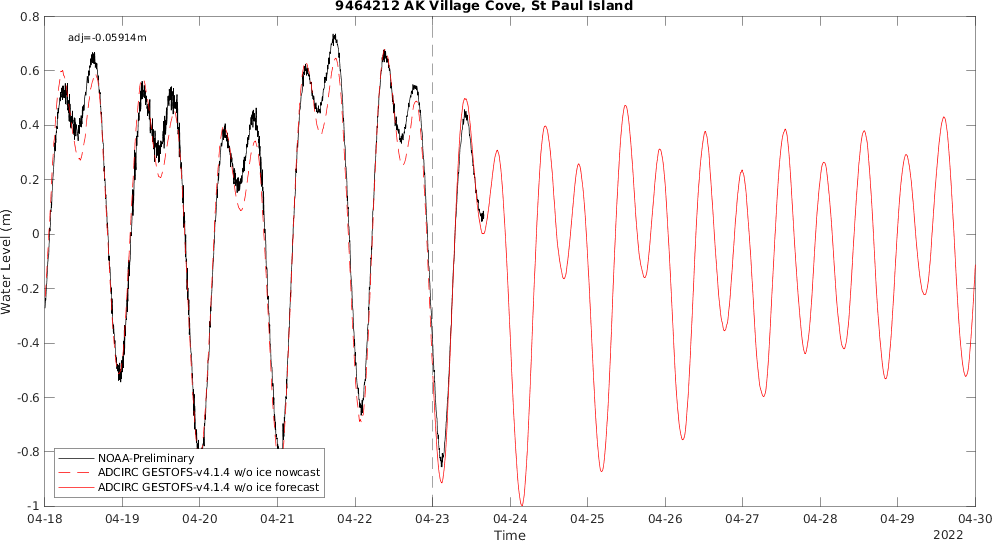 9464212 AK Village Cove, St Paul Island
adj=-0.05914m
0.8
0.6
0.4
0.2
0
-0.2
-0.4
-0.6
-0.8
-1
Water Level (m)
NOAA-Preliminary
ADCIRC GESTOFS-v4.1.4 w/o ice nowcast
ADCIRC GESTOFS-v4.1.4 w/o ice forecast
04-18 04-19 04-20 04-21 04-22 04-23 04-24 04-25 04-26 04-27 04-28 04-29 04-30
Time
2022